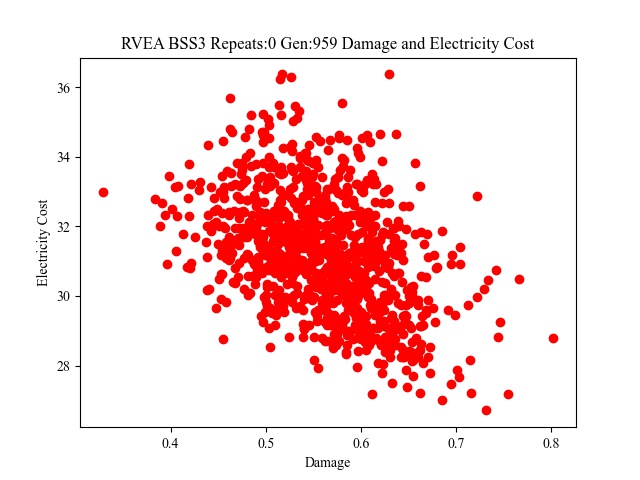 RVEA BSS3 Repeats:0 Gen:959 Damage and Electricity Cost
36
34
32
30
28
Electricity Cost
0.4 0.5 0.6 0.7 0.8
Damage